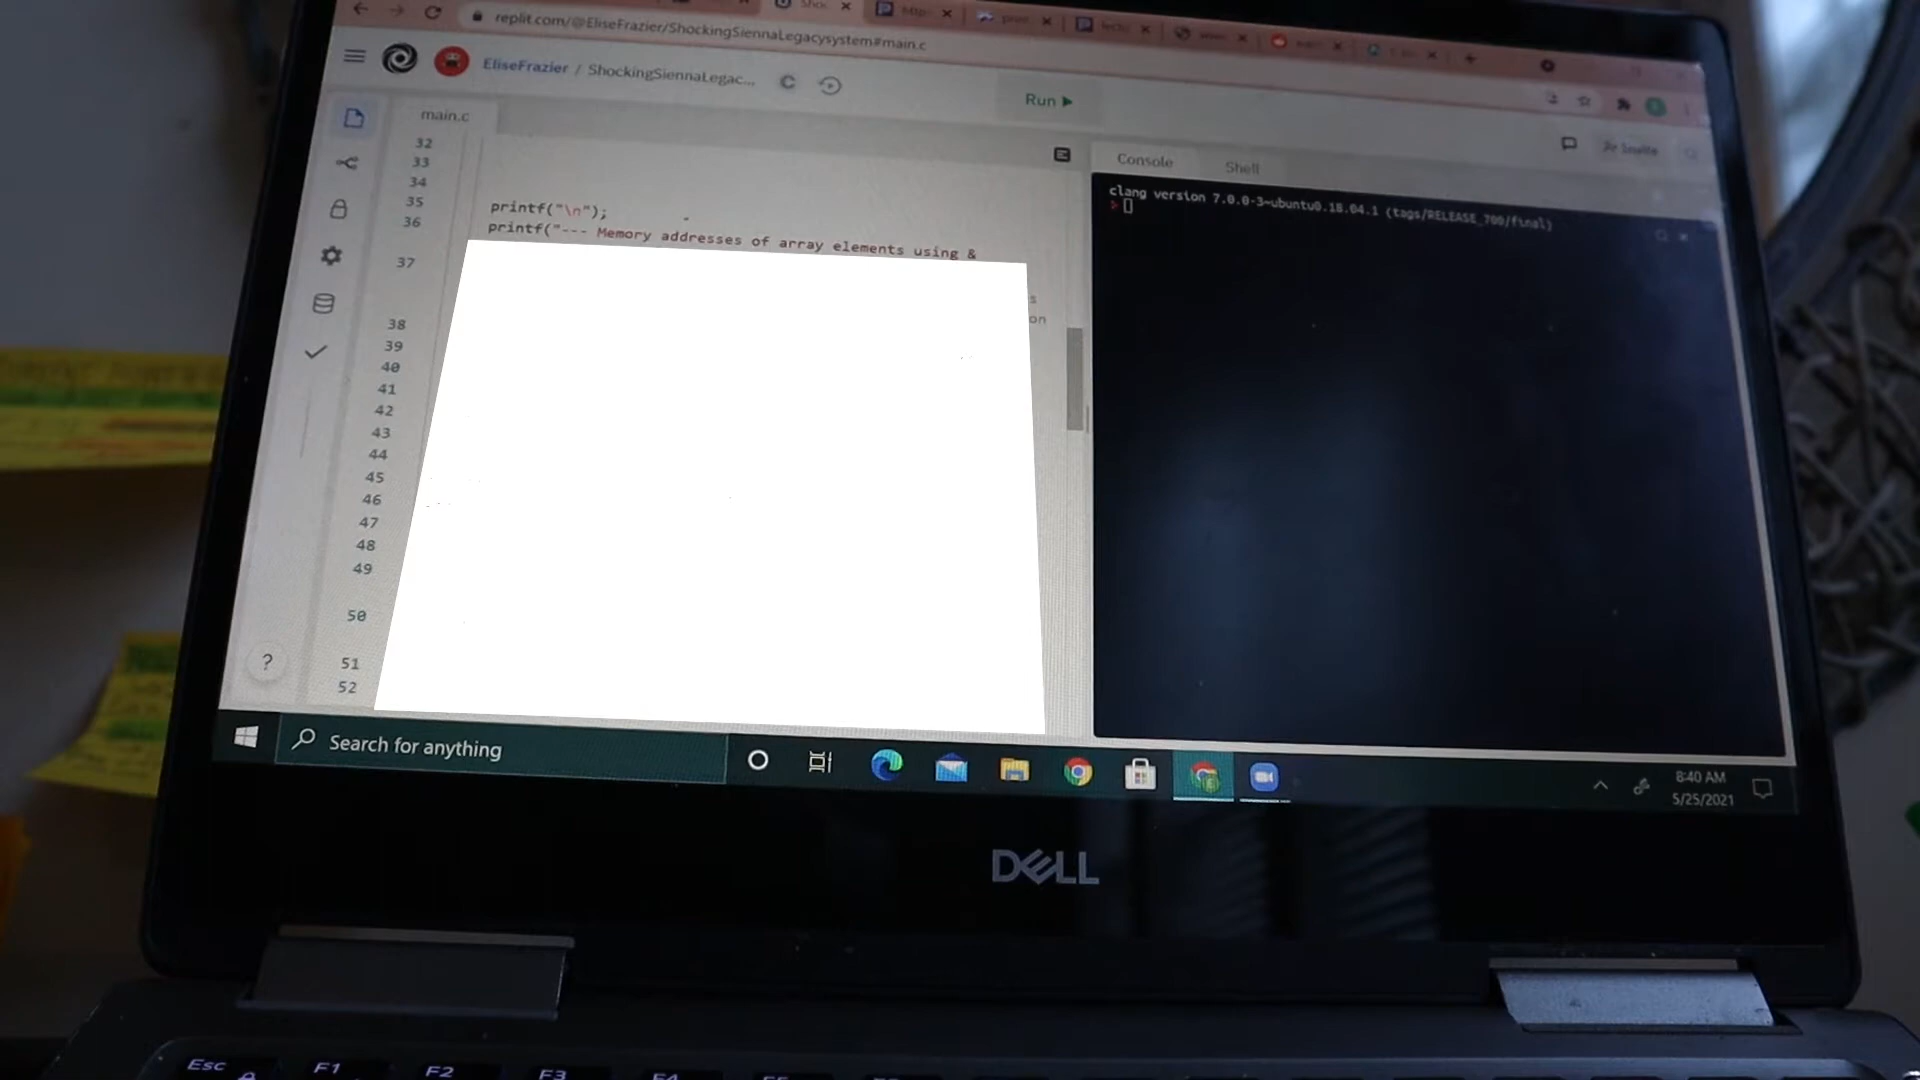 replit.com/@EliseFrazier/ShockingSiennaLegacysystem#main.c
EliseFrazier / ShockingSiennaLegac...
C
Run
Invite
main.c
Console
Shell
32
33
34
35
printf("\n");
36
printf("--- Memory addresses of array elements using &
37
s
on
38
39
40
41
42
43
44
45
46
47
48
49
50
51
52
clang version 7.0.0-3~ubuntu0.18.04.1 (tags/RELEASE_700/final)
>
?
Search for anything
8:40 AM
5/25/2021
DELL
Esc
F1
F2
F3
F4